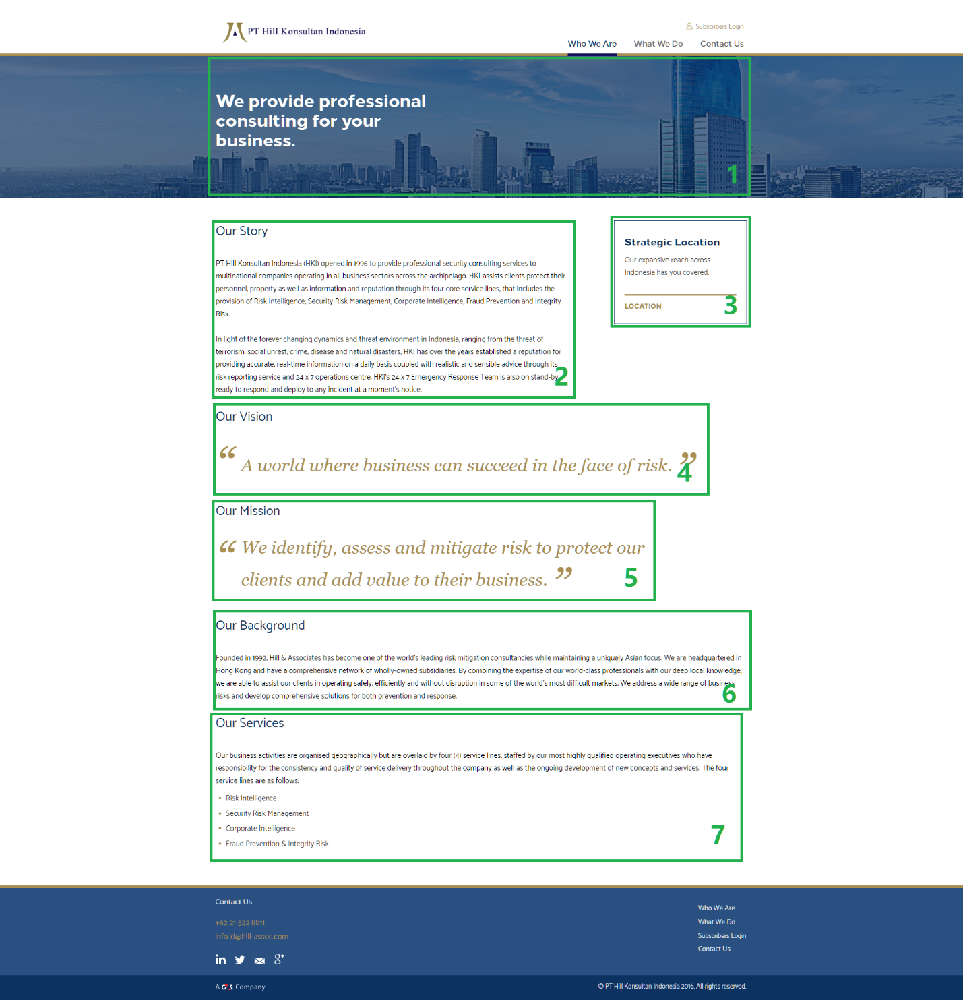 PT Hill Konsultan Indonesia
Subscribers Login
Who We Are
What We Do
Contact Us
We provide professional
consulting for your
business.
1
Our Story
PT Hill Konsultan Indonesia (HKI) opened in 1996 to provide professional security consulting services to
multinational companies operating in all business sectors across the archipelago. HKI assists clients protect their
personnel, property as well as information and reputation through its four core service lines, that includes the
provision of Risk Intelligence, Security Risk Management, Corporate Intelligence, Fraud Prevention and Integrity
Risk.
In light of the forever changing dynamics and threat environment in Indonesia, ranging from the threat of
terrorism, social unrest, crime, disease and natural disasters, HKI has over the years established a reputation for
providing accurate, real-time information on a daily basis coupled with realistic and sensible advice through its
risk reporting service and 24 x 7 operations centre. HKI's 24 x 7 Emergency Response Team is also on stand-by
ready to respond and deploy to any incident at a moment's notice.
2
Strategic Location
Our expansive reach across
Indonesia has you covered.
LOCATION
3
Our Vision
“ A world where business can succeed in the face of risk. ”
4
Our Mission
“ We identify, assess and mitigate risk to protect our
clients and add value to their business. ”
5
Our Background
Founded in 1992, Hill & Associates has become one of the world's leading risk mitigation consultancies while maintaining a uniquely Asian focus. We are headquartered in
Hong Kong and have a comprehensive network of wholly-owned subsidiaries. By combining the expertise of our world-class professionals with our deep local knowledge,
we are able to assist our clients in operating safely, efficiently and without disruption in some of the world's most difficult markets. We address a wide range of business
risks and develop comprehensive solutions for both prevention and response.
6
Our Services
Our business activities are organised geographically but are overlaid by four (4) service lines, staffed by our most highly qualified operating executives who have
responsibility for the consistency and quality of service delivery throughout the company as well as the ongoing development of new concepts and services. The four
service lines are as follows:
Risk Intelligence
Security Risk Management
Corporate Intelligence
Fraud Prevention & Integrity Risk
7
Contact Us
+62 21 522 8811
info.id@hill-assoc.com
in
g+
Who We Are
What We Do
Subscribers Login
Contact Us
A G4S Company
© PT Hill Konsultan Indonesia 2016. All rights reserved.